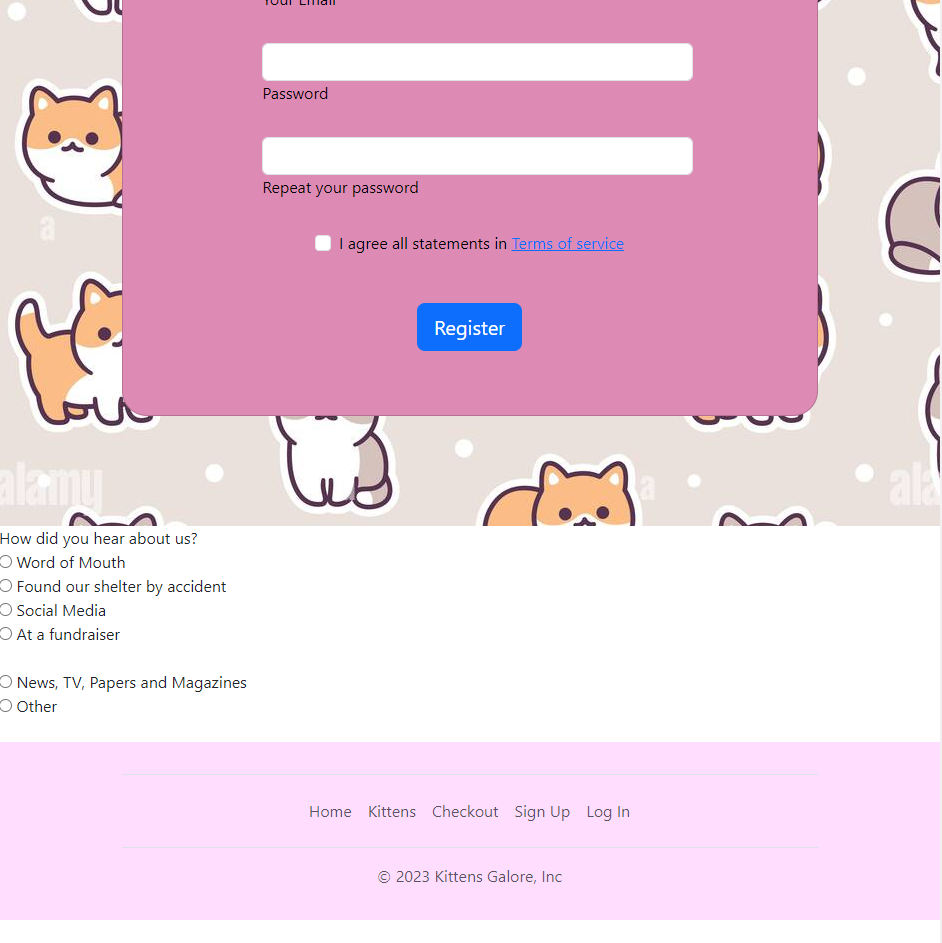 Your Email
Password
Repeat your password
a
I agree all statements in Terms of service
Register
alamy
a
ala
How did you hear about us?
Word of Mouth
Found our shelter by accident
Social Media
At a fundraiser
News, TV, Papers and Magazines
Other
Home Kittens Checkout Sign Up Log In
© 2023 Kittens Galore, Inc